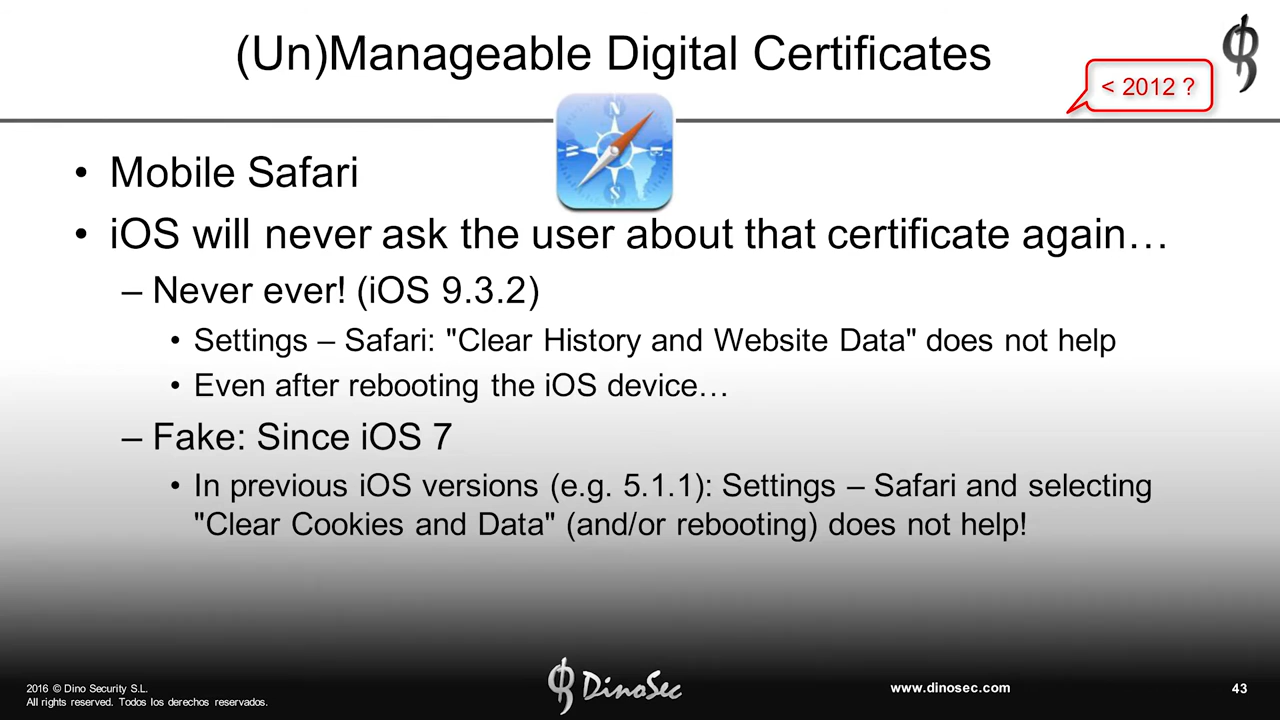 (Un)Manageable Digital Certificates
< 2012 ?
• Mobile Safari
• iOS will never ask the user about that certificate again…
– Never ever! (iOS 9.3.2)
• Settings – Safari: "Clear History and Website Data" does not help
• Even after rebooting the iOS device…
– Fake: Since iOS 7
• In previous iOS versions (e.g. 5.1.1): Settings – Safari and selecting
"Clear Cookies and Data" (and/or rebooting) does not help!
2016 © Dino Security S.L.
All rights reserved. Todos los derechos reservados.
DinoSec
www.dinosec.com
43
N
W
E
S